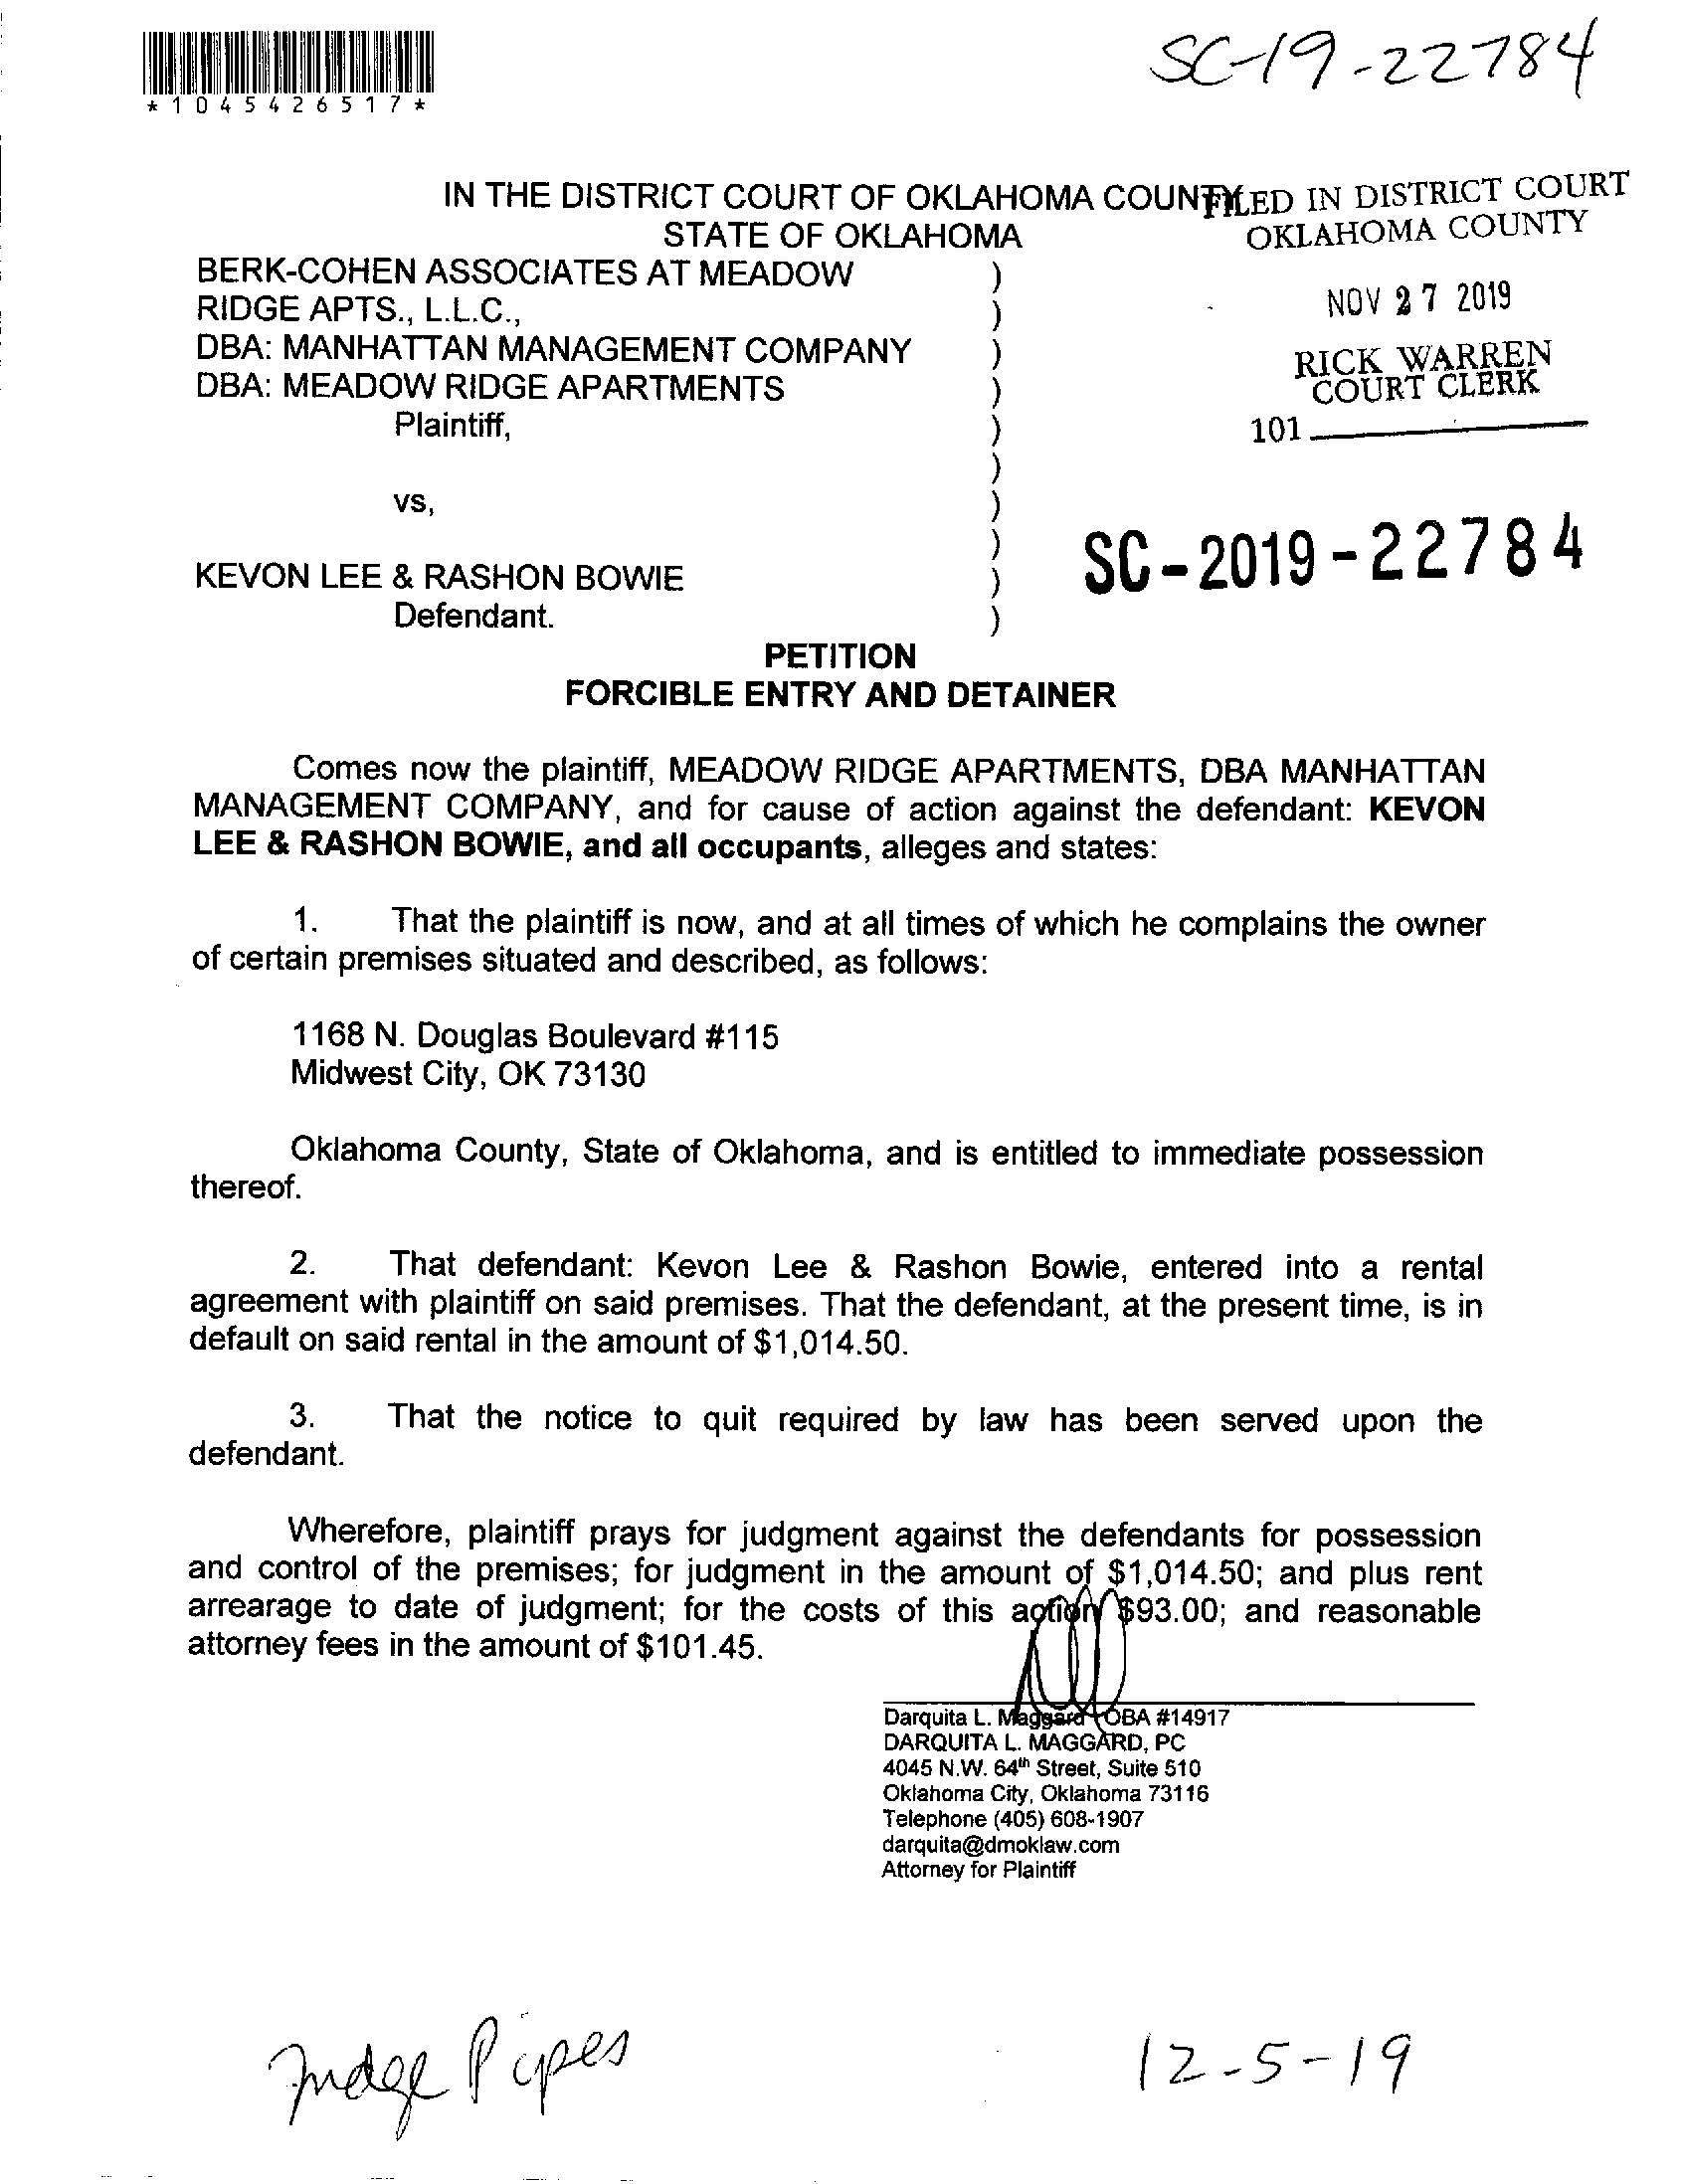 SC-19-22784
*1045426517*
IN THE DISTRICT COURT OF OKLAHOMA COUNTY
STATE OF OKLAHOMA
FILED IN DISTRICT COURT
OKLAHOMA COUNTY
NOV 27 2019
RICK WARREN
COURT CLERK
101
BERK-COHEN ASSOCIATES AT MEADOW )
RIDGE APTS., L.L.C., )
DBA: MANHATTAN MANAGEMENT COMPANY )
DBA: MEADOW RIDGE APARTMENTS )
Plaintiff, )
)
vs, )
)
KEVON LEE & RASHON BOWIE )
Defendant. )
SC-2019-22784
PETITION
FORCIBLE ENTRY AND DETAINER
Comes now the plaintiff, MEADOW RIDGE APARTMENTS, DBA MANHATTAN
MANAGEMENT COMPANY, and for cause of action against the defendant: KEVON
LEE & RASHON BOWIE, and all occupants, alleges and states:
1. That the plaintiff is now, and at all times of which he complains the owner
of certain premises situated and described, as follows:
1168 N. Douglas Boulevard #115
Midwest City, OK 73130
Oklahoma County, State of Oklahoma, and is entitled to immediate possession
thereof.
2. That defendant: Kevon Lee & Rashon Bowie, entered into a rental
agreement with plaintiff on said premises. That the defendant, at the present time, is in
default on said rental in the amount of $1,014.50.
3. That the notice to quit required by law has been served upon the
defendant.
Wherefore, plaintiff prays for judgment against the defendants for possession
and control of the premises; for judgment in the amount of $1,014.50; and plus rent
arrearage to date of judgment; for the costs of this action $93.00; and reasonable
attorney fees in the amount of $101.45.
Darquita L. Maggard OBA #14917
DARQUITA L. MAGGARD, PC
4045 N.W. 64th Street, Suite 510
Oklahoma City, Oklahoma 73116
Telephone (405) 608-1907
darquita@dmoklaw.com
Attorney for Plaintiff
Judge Pipes
12-5-19